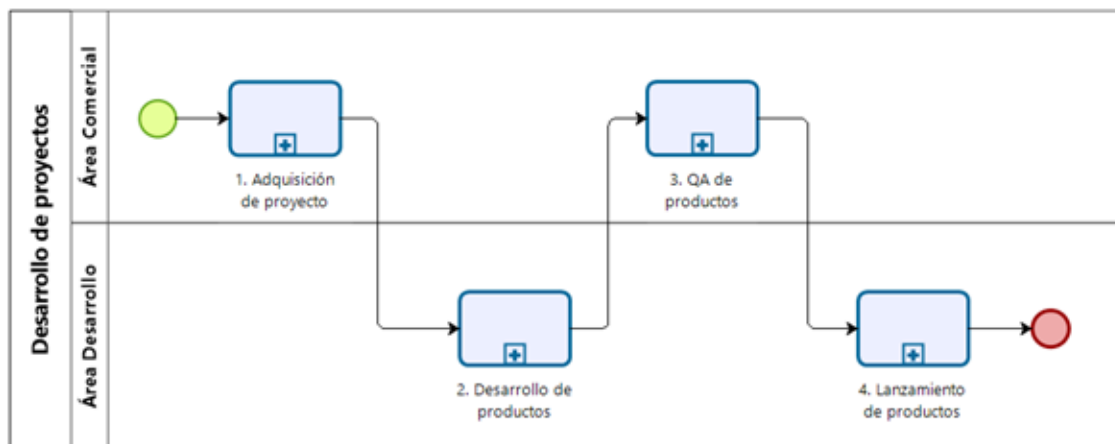 Desarrollo de proyectos
Área Comercial
1. Adquisición
de proyecto
3. QA de
productos
Área Desarrollo
2. Desarrollo de
productos
4. Lanzamiento
de productos